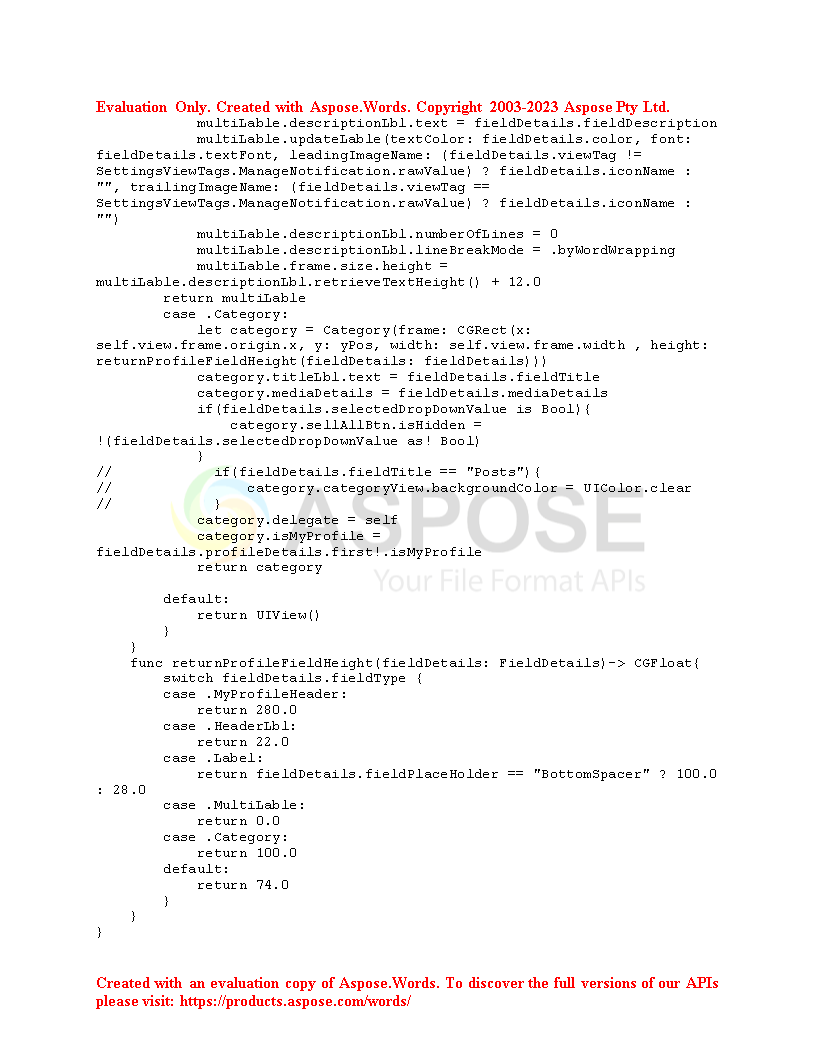 Evaluation Only. Created with Aspose.Words. Copyright 2003-2023 Aspose Pty Ltd.
            multiLable.descriptionLbl.text = fieldDetails.fieldDescription
            multiLable.updateLable(textColor: fieldDetails.color, font:
fieldDetails.textFont, leadingImageName: (fieldDetails.viewTag !=
SettingsViewTags.ManageNotification.rawValue) ? fieldDetails.iconName :
"", trailingImageName: (fieldDetails.viewTag ==
SettingsViewTags.ManageNotification.rawValue) ? fieldDetails.iconName :
"")
            multiLable.descriptionLbl.numberOfLines = 0
            multiLable.descriptionLbl.lineBreakMode = .byWordWrapping
            multiLable.frame.size.height =
multiLable.descriptionLbl.retrieveTextHeight() + 12.0
        return multiLable
        case .Category:
            let category = Category(frame: CGRect(x:
self.view.frame.origin.x, y: yPos, width: self.view.frame.width , height:
returnProfileFieldHeight(fieldDetails: fieldDetails)))
            category.titleLbl.text = fieldDetails.fieldTitle
            category.mediaDetails = fieldDetails.mediaDetails
            if(fieldDetails.selectedDropDownValue is Bool){
                category.sellAllBtn.isHidden =
!(fieldDetails.selectedDropDownValue as! Bool)
            }
//            if(fieldDetails.fieldTitle == "Posts"){
//                category.categoryView.backgroundColor = UIColor.clear
//            }
            category.delegate = self
            category.isMyProfile =
fieldDetails.profileDetails.first!.isMyProfile
            return category
ASPOSE
Your File Format APIs
        default:
            return UIView()
        }
    }
    func returnProfileFieldHeight(fieldDetails: FieldDetails)-> CGFloat{
        switch fieldDetails.fieldType {
        case .MyProfileHeader:
            return 280.0
        case .HeaderLbl:
            return 22.0
        case .Label:
            return fieldDetails.fieldPlaceHolder == "BottomSpacer" ? 100.0
: 28.0
        case .MultiLable:
            return 0.0
        case .Category:
            return 100.0
        default:
            return 74.0
        }
    }
}
Created with an evaluation copy of Aspose.Words. To discover the full versions of our APIs
please visit: https://products.aspose.com/words/